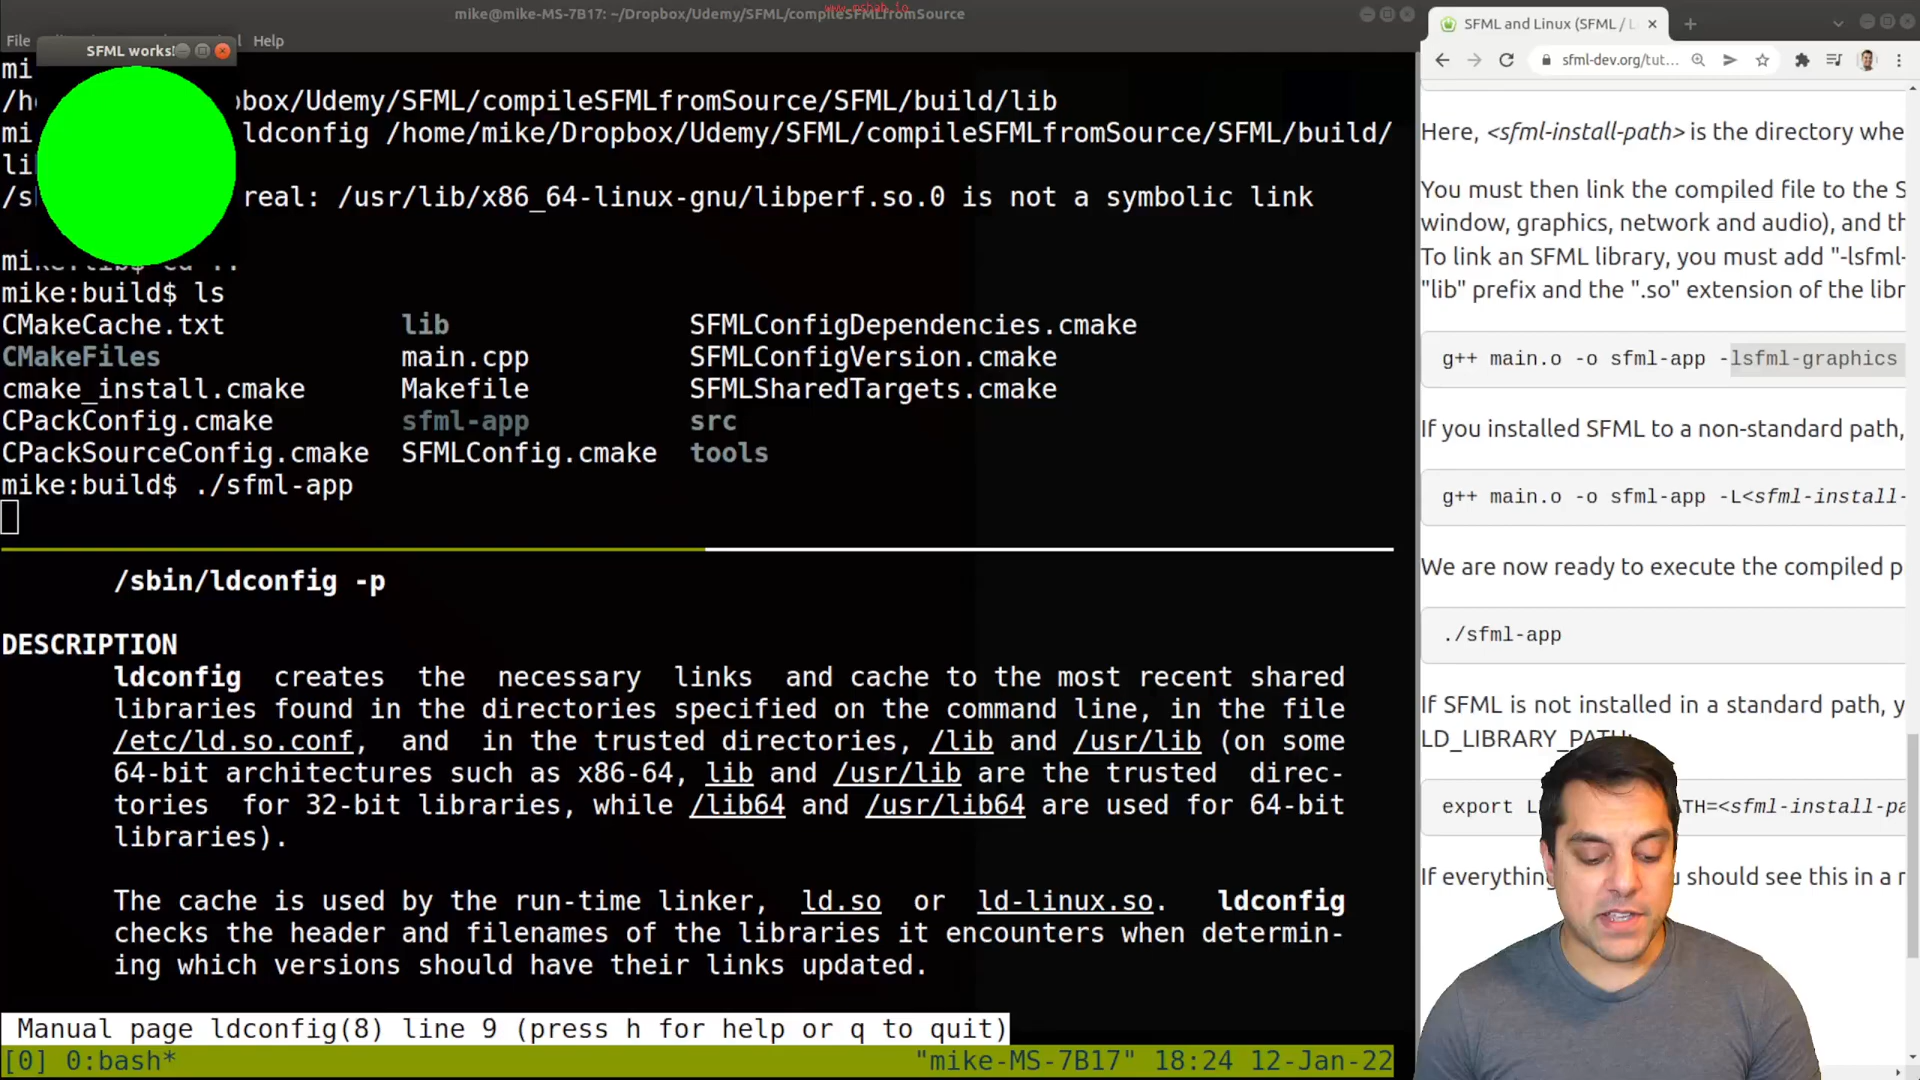 www.mshah.io
mike@mike-MS-7B17: ~/Dropbox/Udemy/SFML/compileSFMLfromSource
File Help
SFML works!
mi
/h box/Udemy/SFML/compileSFMLfromSource/SFML/build/lib
mi ldconfig /home/mike/Dropbox/Udemy/SFML/compileSFMLfromSource/SFML/build/
li
/s real: /usr/lib/x86_64-linux-gnu/libperf.so.0 is not a symbolic link
mike:lib$ cd ..
mike:build$ ls
CMakeCache.txt lib SFMLConfigDependencies.cmake
CMakeFiles main.cpp SFMLConfigVersion.cmake
cmake_install.cmake Makefile SFMLSharedTargets.cmake
CPackConfig.cmake sfml-app src
CPackSourceConfig.cmake SFMLConfig.cmake tools
mike:build$ ./sfml-app
/sbin/ldconfig -p
DESCRIPTION
ldconfig creates the necessary links and cache to the most recent shared
libraries found in the directories specified on the command line, in the file
/etc/ld.so.conf, and in the trusted directories, /lib and /usr/lib (on some
64-bit architectures such as x86-64, lib and /usr/lib are the trusted direc-
tories for 32-bit libraries, while /lib64 and /usr/lib64 are used for 64-bit
libraries).
The cache is used by the run-time linker, ld.so or ld-linux.so. ldconfig
checks the header and filenames of the libraries it encounters when determin-
ing which versions should have their links updated.
Manual page ldconfig(8) line 9 (press h for help or q to quit)
[0] 0:bash* "mike-MS-7B17" 18:24 12-Jan-22
SFML and Linux (SFML / L
sfml-dev.org/tut...
Here, <sfml-install-path> is the directory whe
You must then link the compiled file to the S
window, graphics, network and audio), and th
To link an SFML library, you must add "-lsfml-
"lib" prefix and the ".so" extension of the libr
g++ main.o -o sfml-app -lsfml-graphics
If you installed SFML to a non-standard path,
g++ main.o -o sfml-app -L<sfml-install-
We are now ready to execute the compiled p
./sfml-app
If SFML is not installed in a standard path, y
LD_LIBRARY_PATH:
export L ATH=<sfml-install-pa
If everythin u should see this in a n